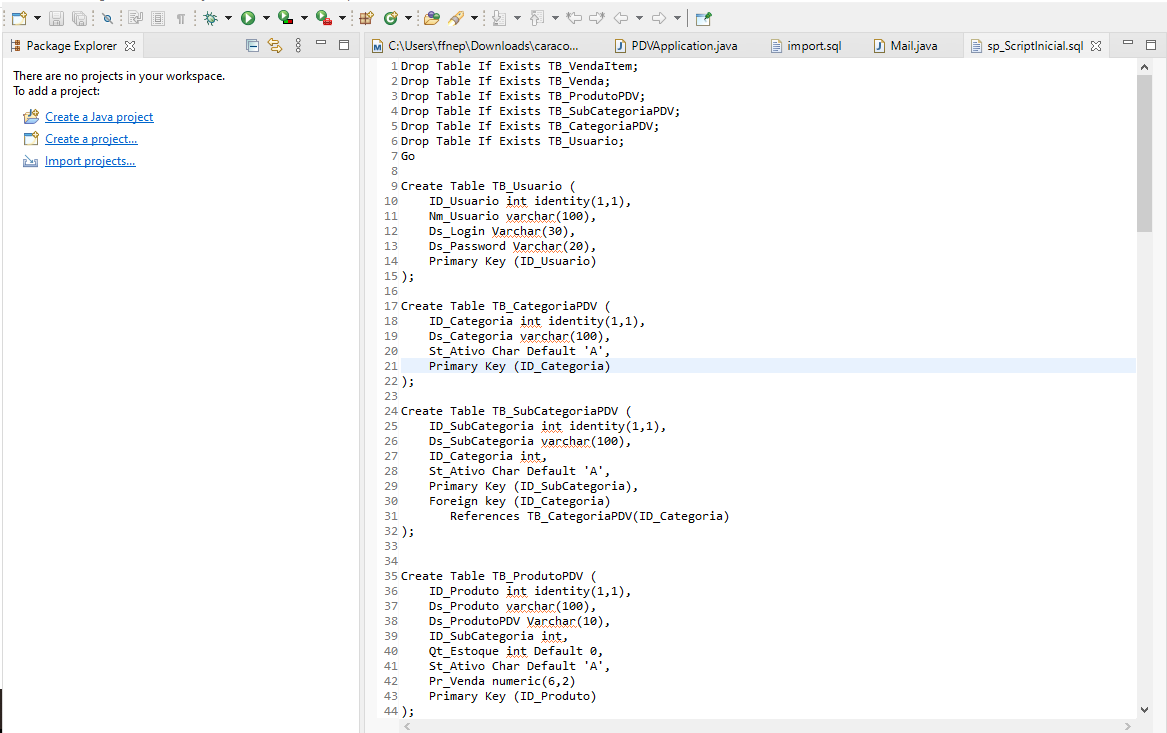 Package Explorer
There are no projects in your workspace.
To add a project:
Create a Java project
Create a project...
Import projects...
C:\Users\ffnep\Downloads\caraco...
PDVApplication.java
import.sql
Mail.java
sp_ScriptInicial.sql
1 Drop Table If Exists TB_VendaItem;
2 Drop Table If Exists TB_Venda;
3 Drop Table If Exists TB_ProdutoPDV;
4 Drop Table If Exists TB_SubCategoriaPDV;
5 Drop Table If Exists TB_CategoriaPDV;
6 Drop Table If Exists TB_Usuario;
7 Go
8
9 Create Table TB_Usuario (
10 ID_Usuario int identity(1,1),
11 Nm_Usuario varchar(100),
12 Ds_Login Varchar(30),
13 Ds_Password Varchar(20),
14 Primary Key (ID_Usuario)
15 );
16
17 Create Table TB_CategoriaPDV (
18 ID_Categoria int identity(1,1),
19 Ds_Categoria varchar(100),
20 St_Ativo Char Default 'A',
21 Primary Key (ID_Categoria)
22 );
23
24 Create Table TB_SubCategoriaPDV (
25 ID_SubCategoria int identity(1,1),
26 Ds_SubCategoria varchar(100),
27 ID_Categoria int,
28 St_Ativo Char Default 'A',
29 Primary Key (ID_SubCategoria),
30 Foreign key (ID_Categoria)
31 References TB_CategoriaPDV(ID_Categoria)
32 );
33
34
35 Create Table TB_ProdutoPDV (
36 ID_Produto int identity(1,1),
37 Ds_Produto varchar(100),
38 Ds_ProdutoPDV Varchar(10),
39 ID_SubCategoria int,
40 Qt_Estoque int Default 0,
41 St_Ativo Char Default 'A',
42 Pr_Venda numeric(6,2)
43 Primary Key (ID_Produto)
44 );